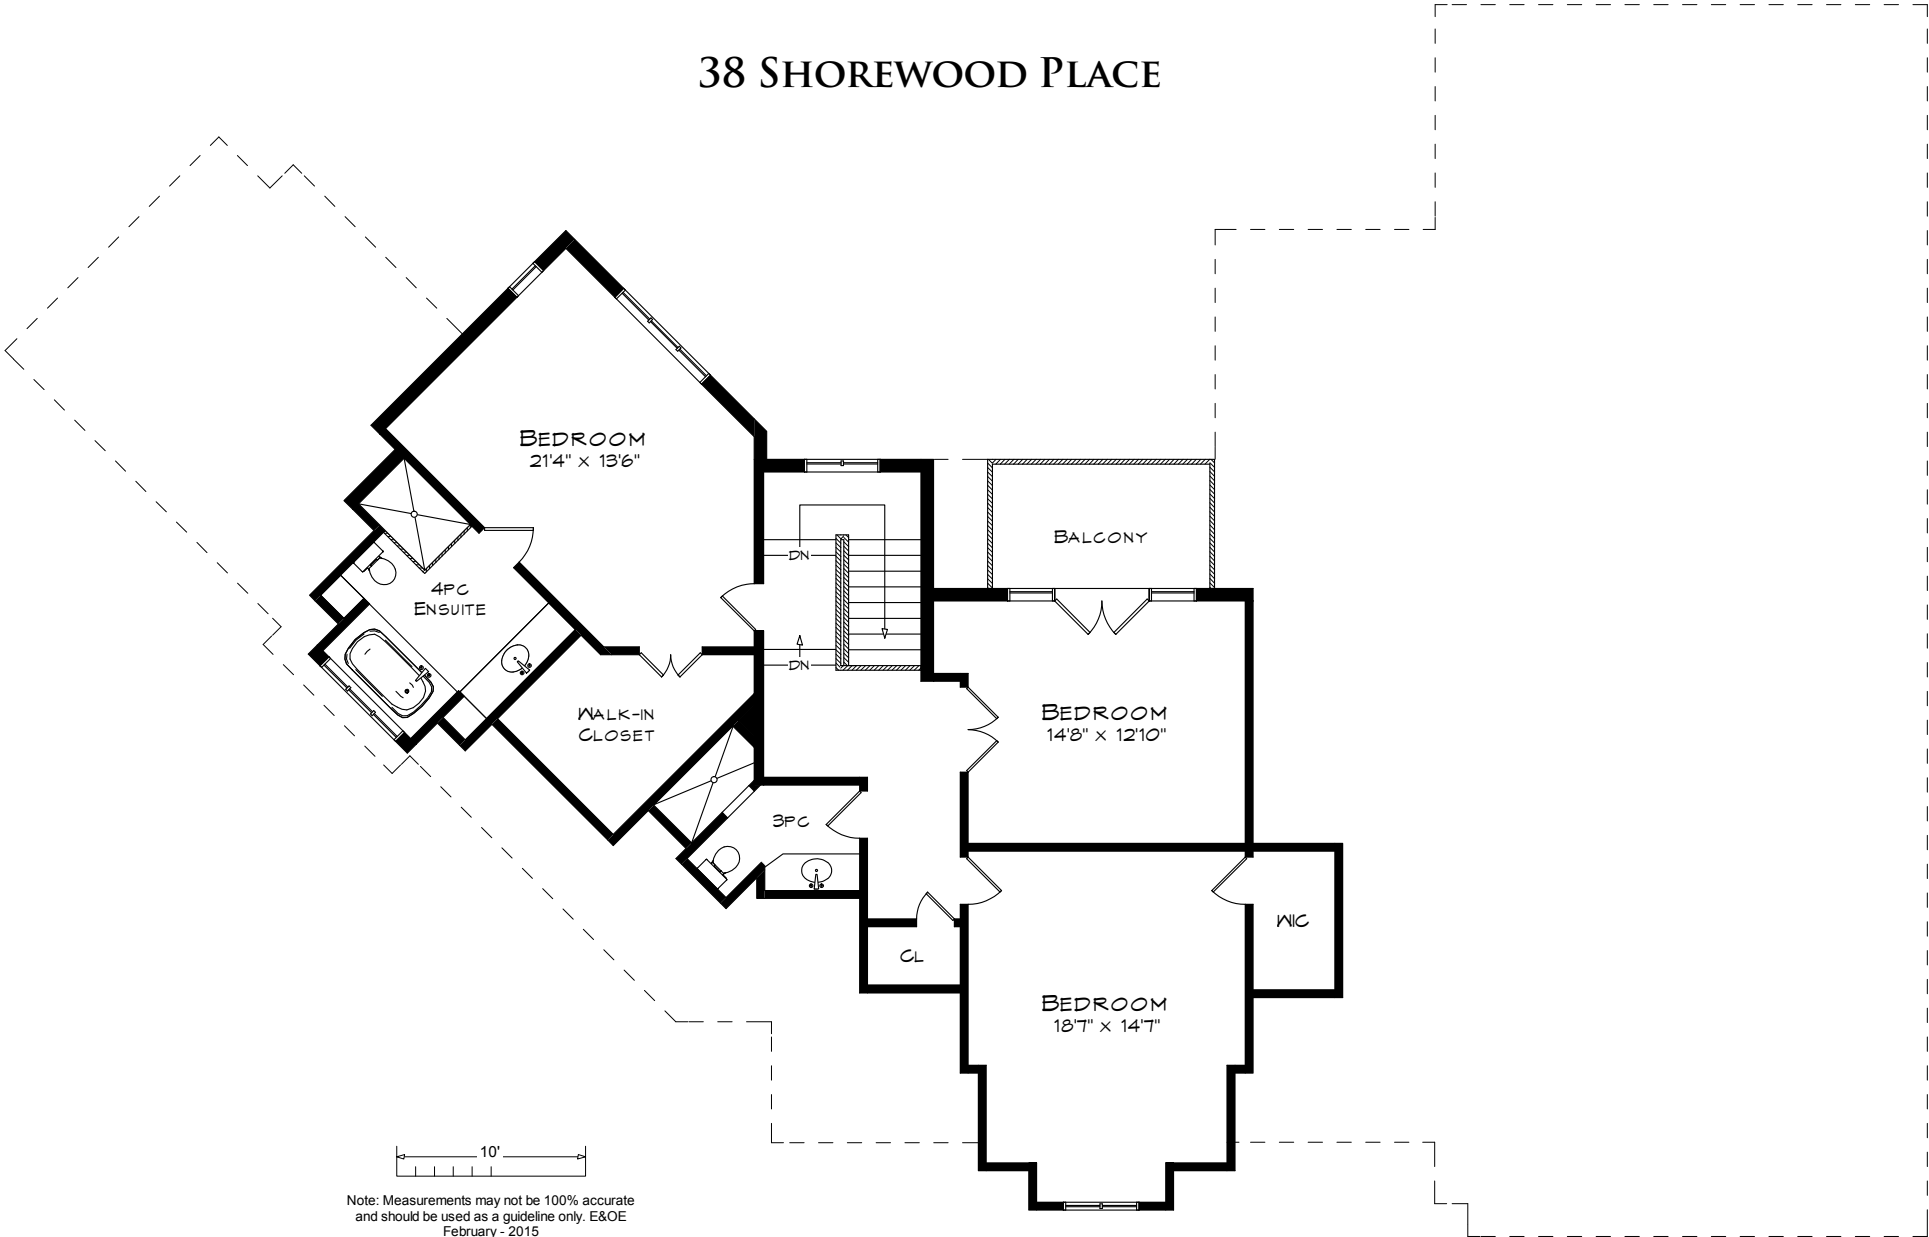 38 Shorewood Place
Bedroom
21'4" x 13'6"
Balcony
DN
4PC
Ensuite
DN
Walk-in
Closet
Bedroom
14'8" x 12'10"
3PC
WIC
CL
Bedroom
18'7" x 14'7"
10'
Note: Measurements may not be 100% accurate
and should be used as a guideline only. E&OE
February - 2015